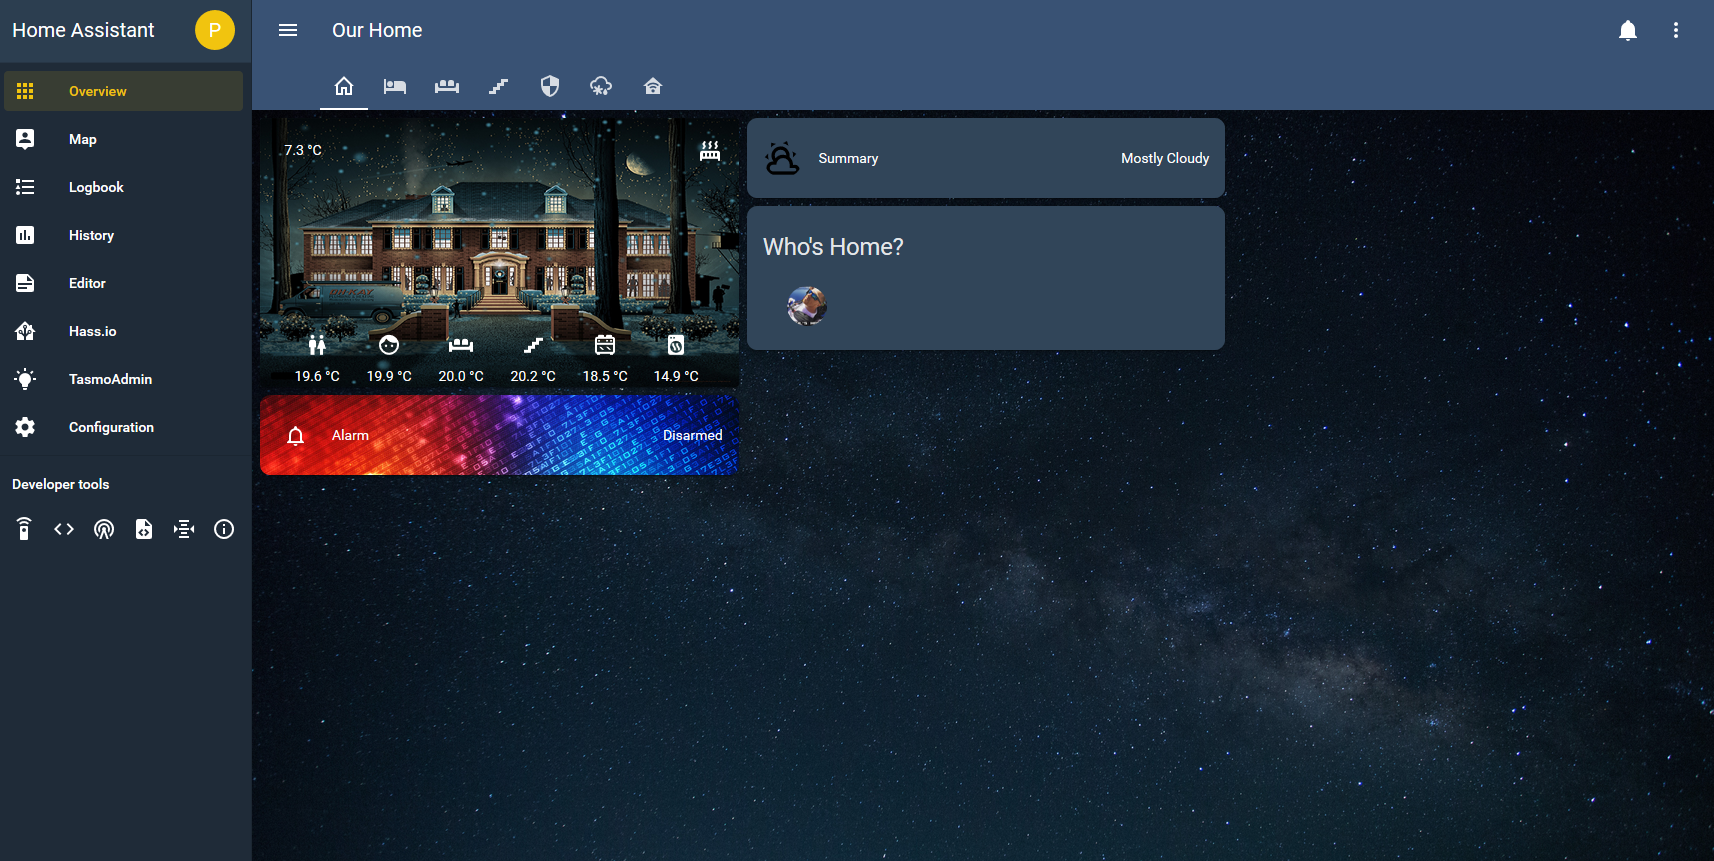 Home Assistant
P
Our Home
Overview
Map
Logbook
History
Editor
Hass.io
TasmoAdmin
Configuration
Developer tools
7.3 °C
19.6 °C 19.9 °C 20.0 °C 20.2 °C 18.5 °C 14.9 °C
Alarm Disarmed
Summary Mostly Cloudy
Who's Home?